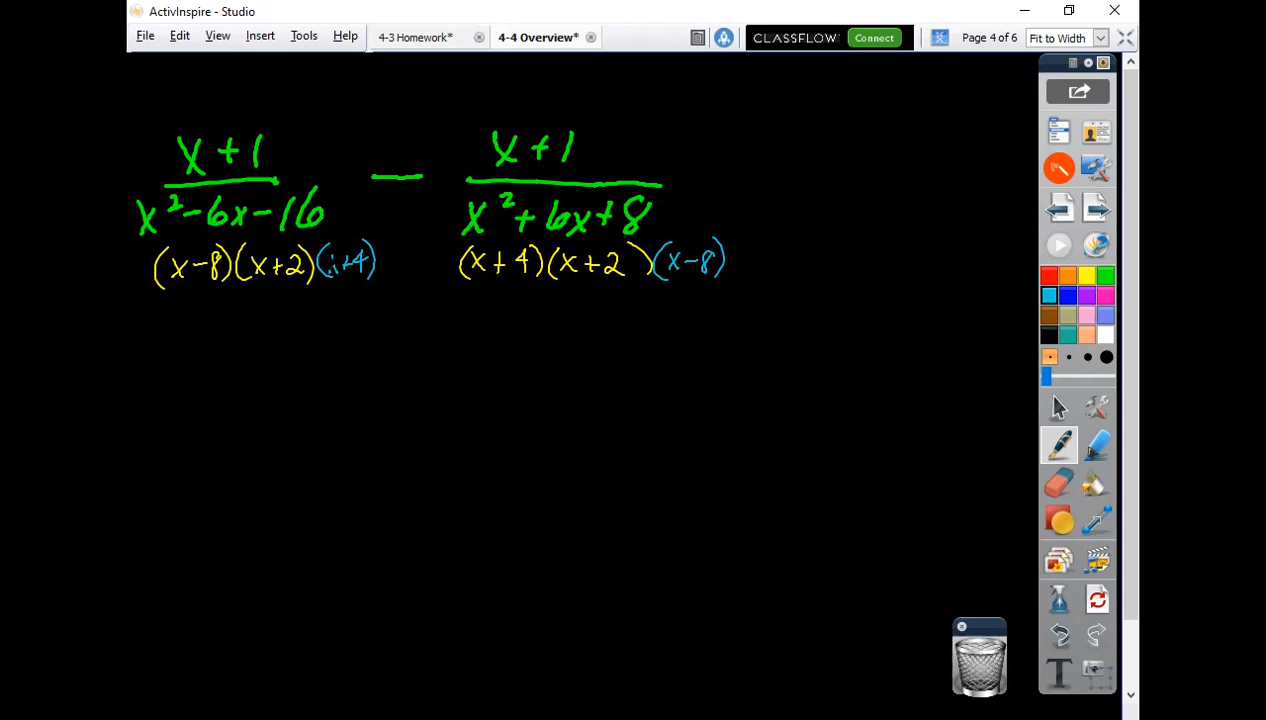 ActivInspire - Studio
File Edit View Insert Tools Help 4-3 Homework* 4-4 Overview* CLASSFLOW Connect Page 4 of 6 Fit to Width
x + 1 — x + 1
x² - 6x - 16 x² + 6x + 8
(x - 8)(x + 2)( + 4) (x + 4)(x + 2)(x - 8)
T